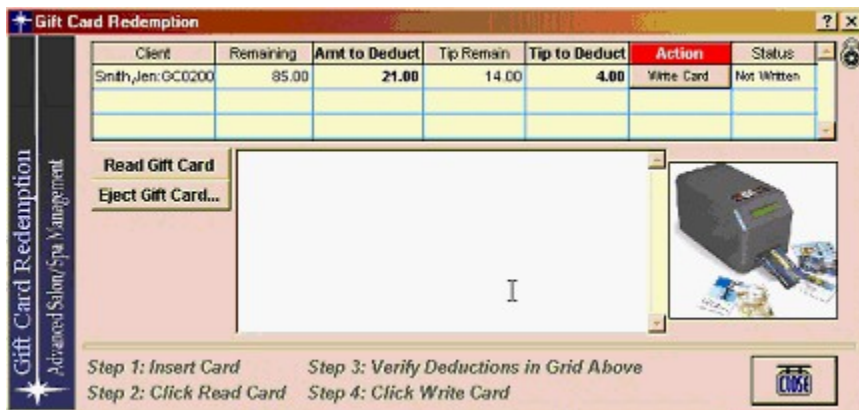 Gift Card Redemption
Client Remaining Amt to Deduct Tip Remain Tip to Deduct Action Status
Smith,Jen:GC0200 85.00 21.00 14.00 4.00 Write Card Not Written
Read Gift Card
Eject Gift Card...
Gift Card Redemption
Advanced Salon/Spa Management
Step 1: Insert Card Step 3: Verify Deductions in Grid Above
Step 2: Click Read Card Step 4: Click Write Card
CLOSE